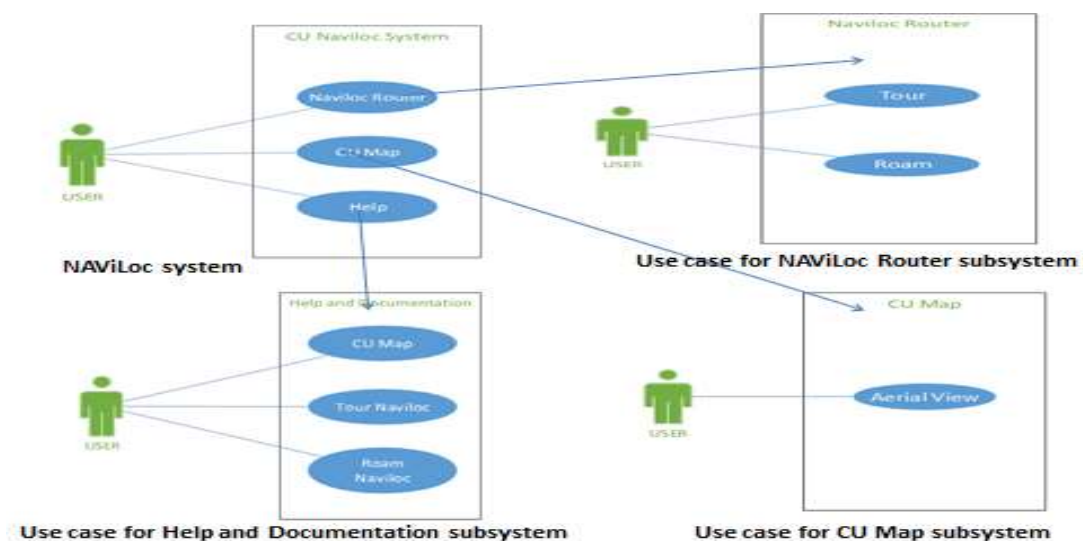 CU Naviloc System
Naviloc Router
CU Map
Help
USER
NAViLoc system
Naviloc Router
Tour
Roam
USER
Use case for NAViLoc Router subsystem
Help and Documentation
CU Map
Tour Naviloc
Roam
Naviloc
USER
Use case for Help and Documentation subsystem
CU Map
Aerial View
USER
Use case for CU Map subsystem